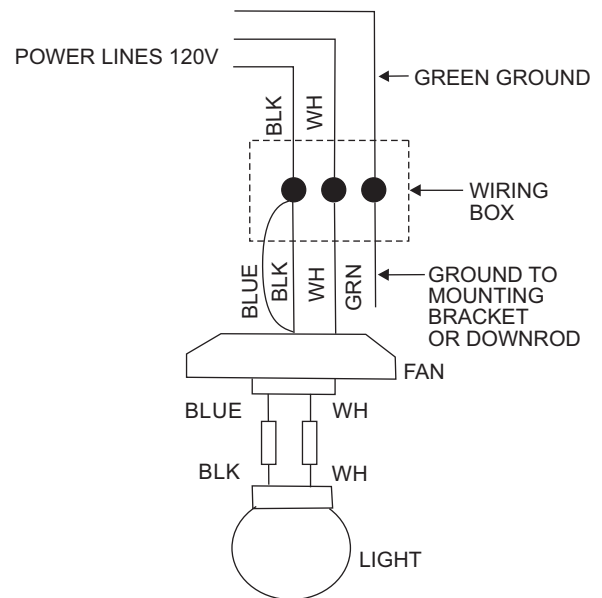 POWER LINES 120V
GREEN GROUND
BLK
WH
WIRING
BOX
BLUE
BLK
WH
GRN
GROUND TO
MOUNTING
BRACKET
OR DOWNROD
FAN
BLUE
WH
BLK
WH
LIGHT